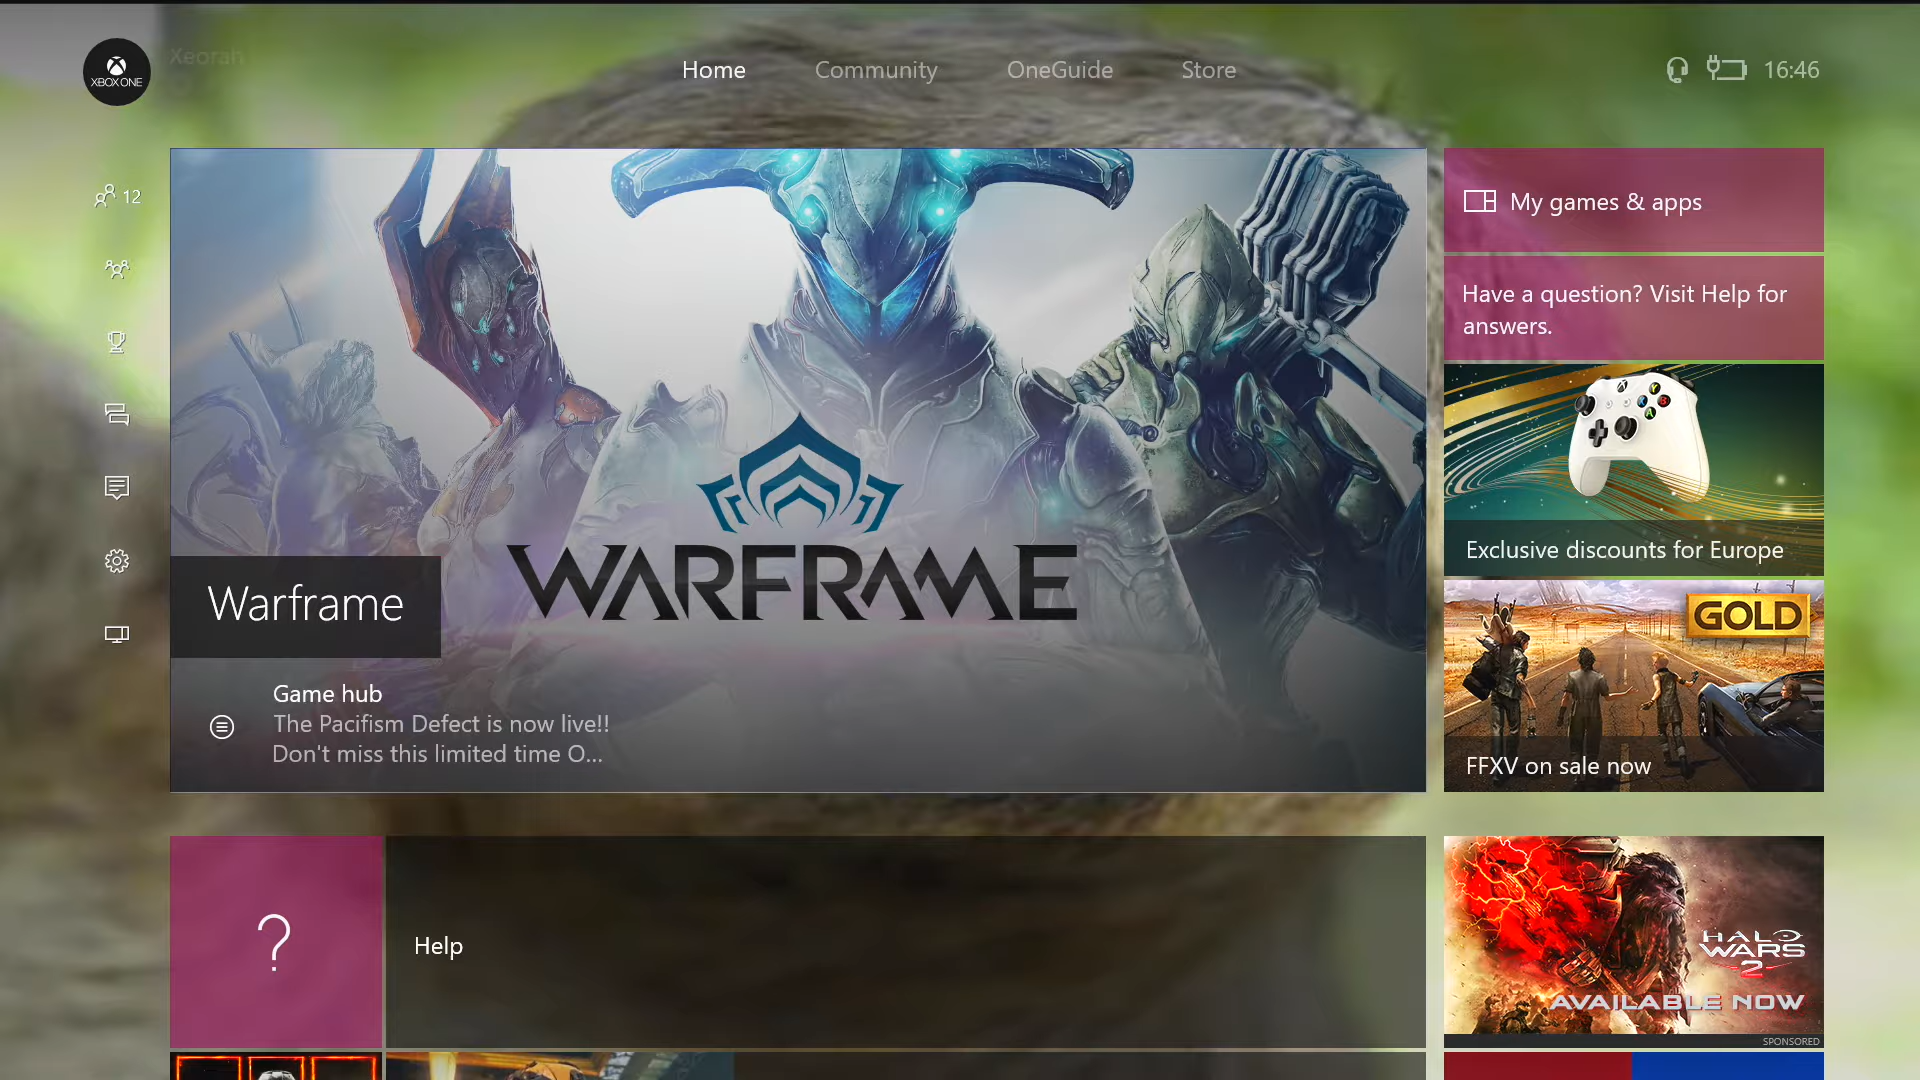 XBOX ONE
Xeorah
Home
Community
OneGuide
Store
16:46
12
My games & apps
Have a question? Visit Help for
answers.
X
Y
B
A
Exclusive discounts for Europe
WARFRAME
Warframe
Game hub
The Pacifism Defect is now live!!
Don't miss this limited time O...
GOLD
FFXV on sale now
?
Help
HALO
WARS
2
AVAILABLE NOW
SPONSORED